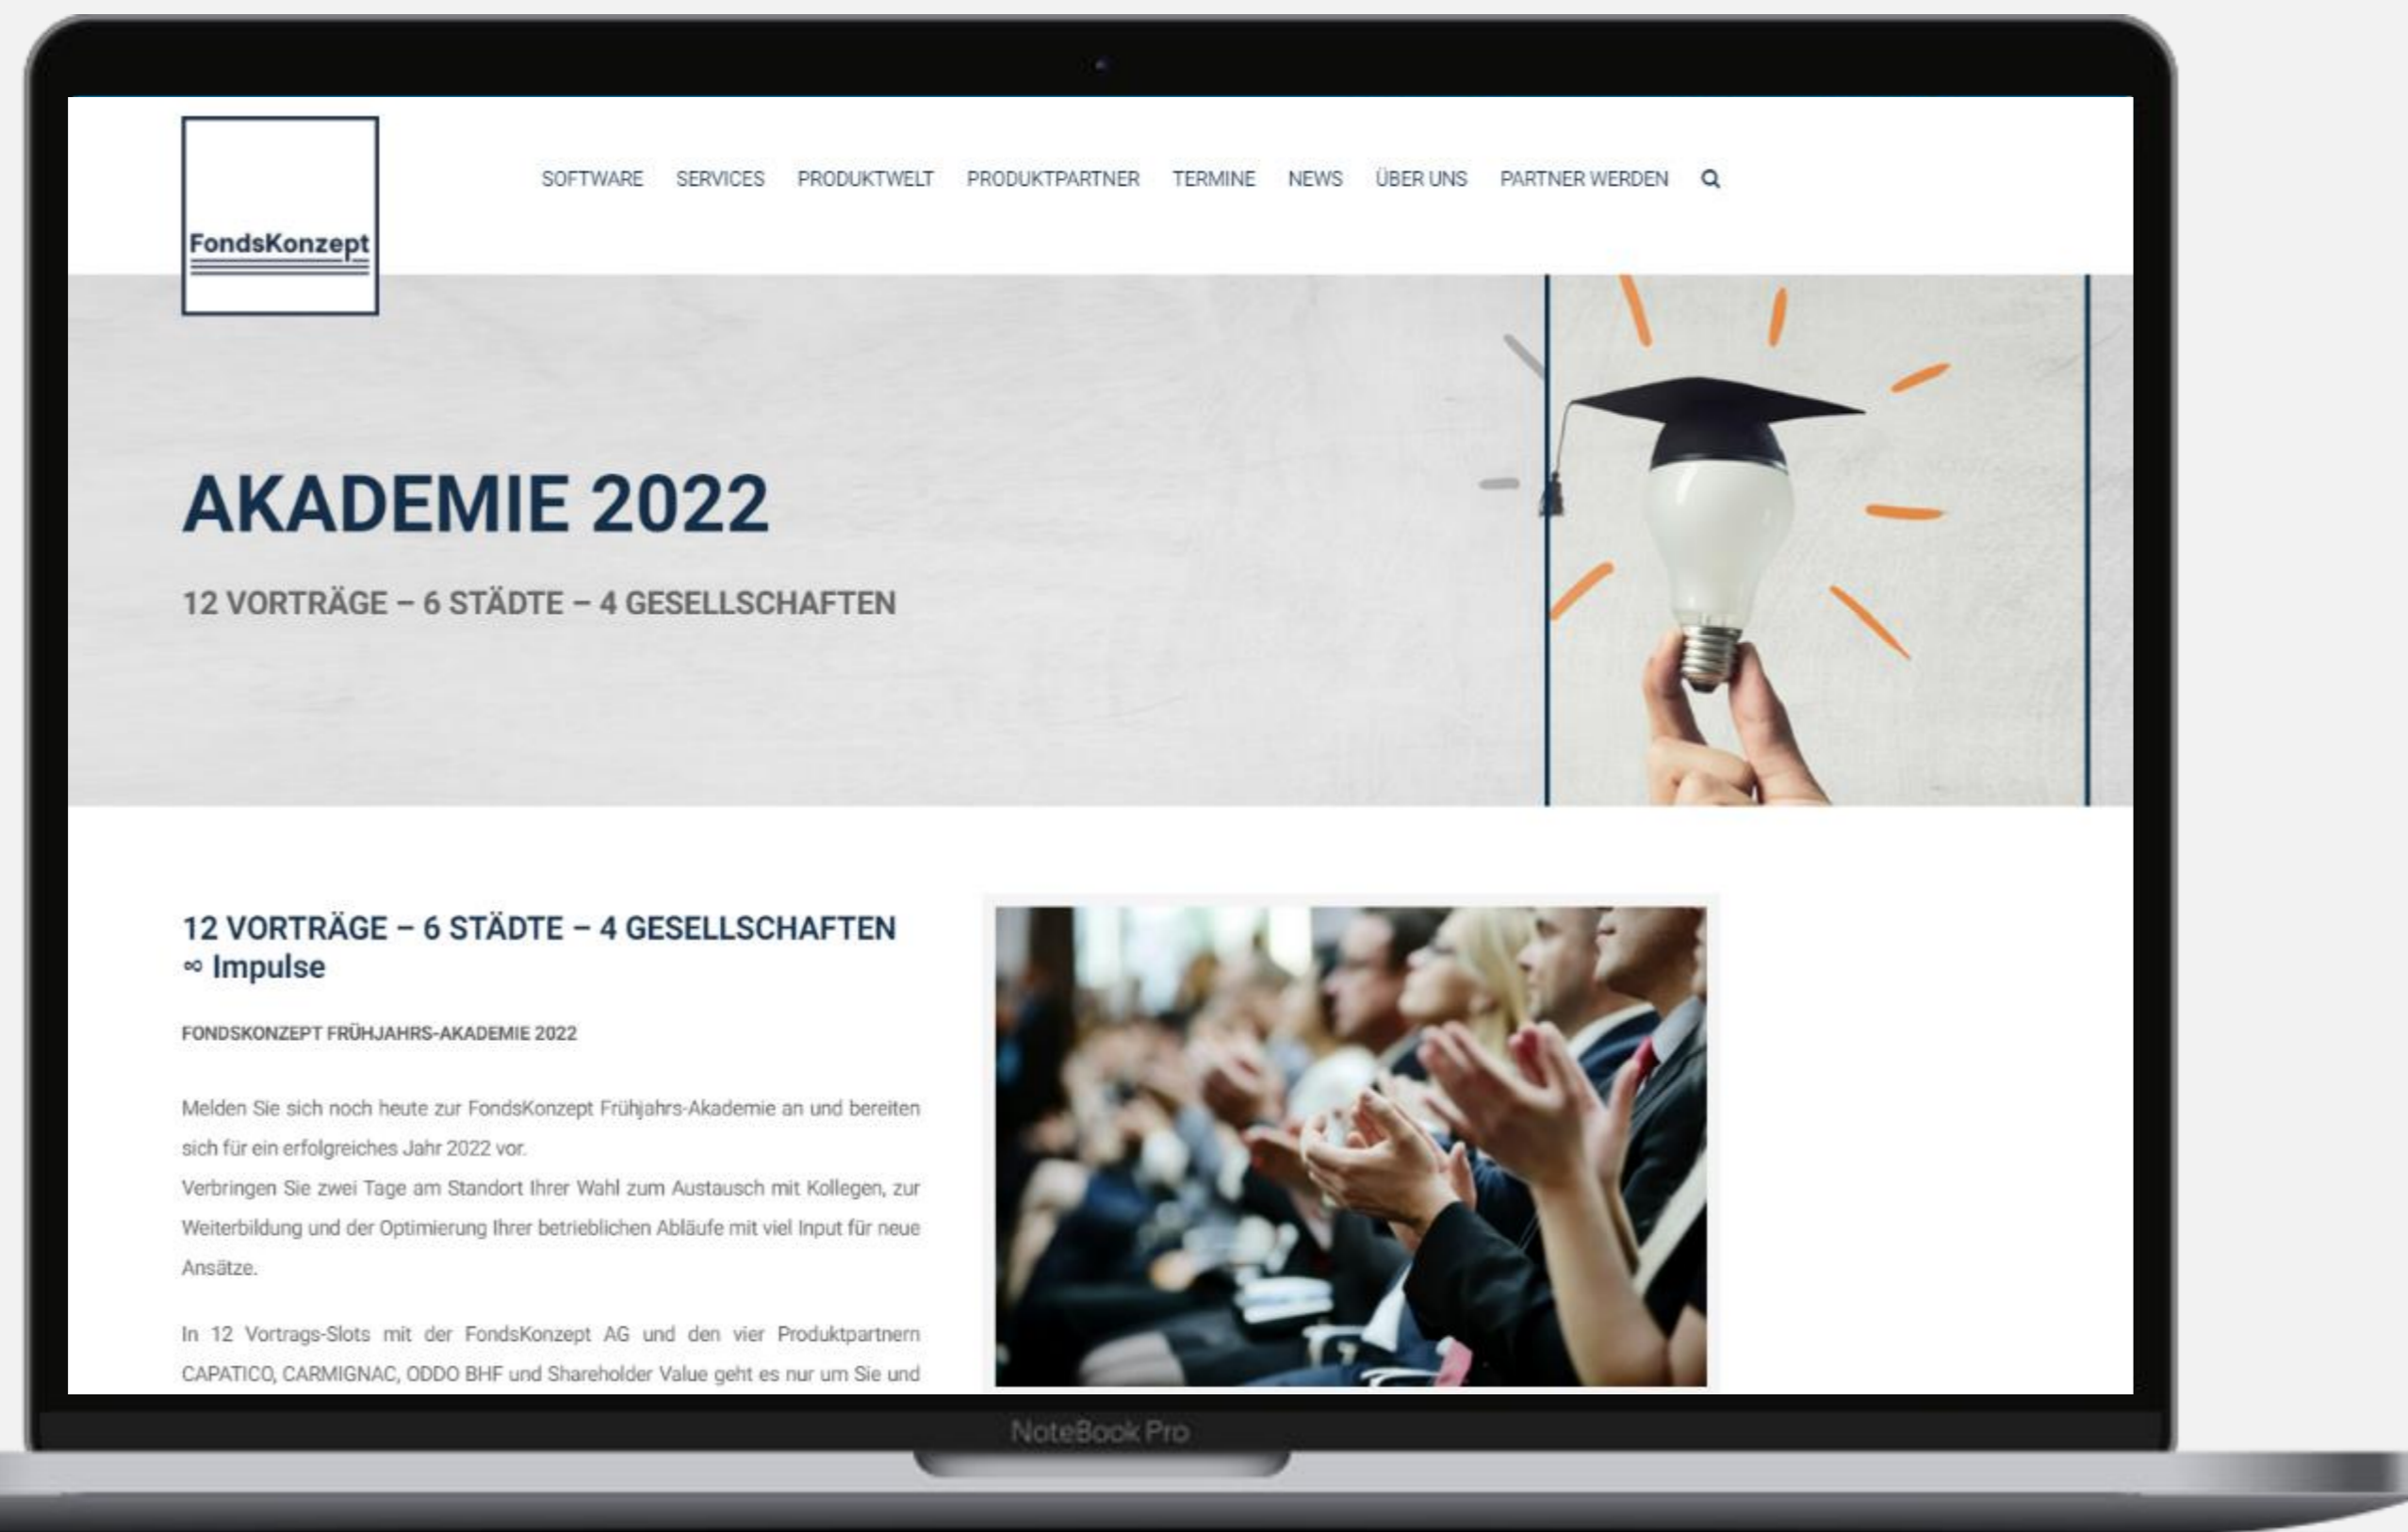 FondsKonzept
SOFTWARE SERVICES PRODUKTWELT PRODUKTPARTNER TERMINE NEWS ÜBER UNS PARTNER WERDEN
AKADEMIE 2022
12 VORTRÄGE – 6 STÄDTE – 4 GESELLSCHAFTEN
12 VORTRÄGE – 6 STÄDTE – 4 GESELLSCHAFTEN
∞ Impulse
FONDSKONZEPT FRÜHJAHRS-AKADEMIE 2022
Melden Sie sich noch heute zur FondsKonzept Frühjahrs-Akademie an und bereiten
sich für ein erfolgreiches Jahr 2022 vor.
Verbringen Sie zwei Tage am Standort Ihrer Wahl zum Austausch mit Kollegen, zur
Weiterbildung und der Optimierung Ihrer betrieblichen Abläufe mit viel Input für neue
Ansätze.
In 12 Vortrags-Slots mit der FondsKonzept AG und den vier Produktpartnern
CAPATICO, CARMIGNAC, ODDO BHF und Shareholder Value geht es nur um Sie und
NoteBook Pro